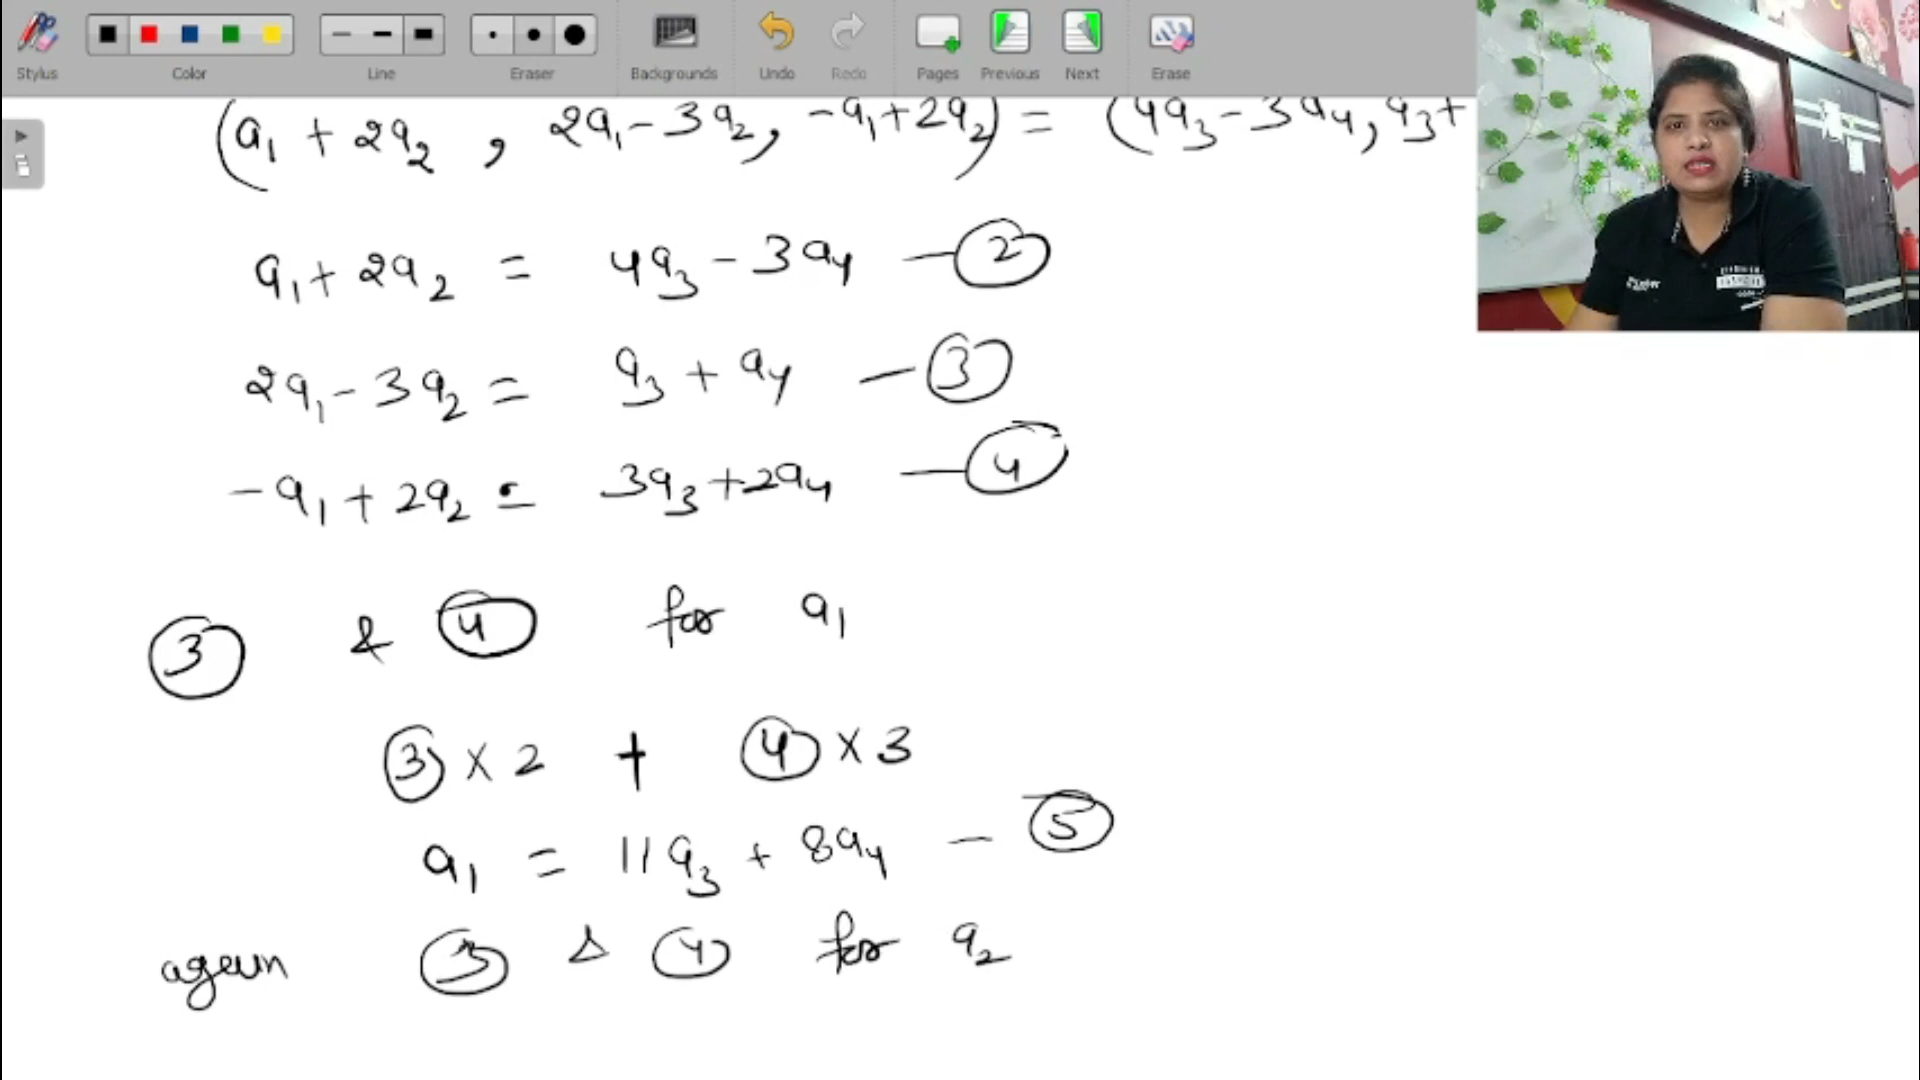 Stylus Color Line Eraser Backgrounds Undo Redo Pages Previous Next Erase
(a₁ + 2a₂ , 2a₁ - 3a₂, -a₁ + 2a₂) = (4a₃ - 3a₄, a₃ +
a₁ + 2a₂ = 4a₃ - 3a₄ — ②
2a₁ - 3a₂ = a₃ + a₄ — ③
-a₁ + 2a₂ = 3a₃ + 2a₄ — ④
③ & ④ for a₁
③ × 2 + ④ × 3
a₁ = 11a₃ + 8a₄ — ⑤
again ③ & ④ for a₂